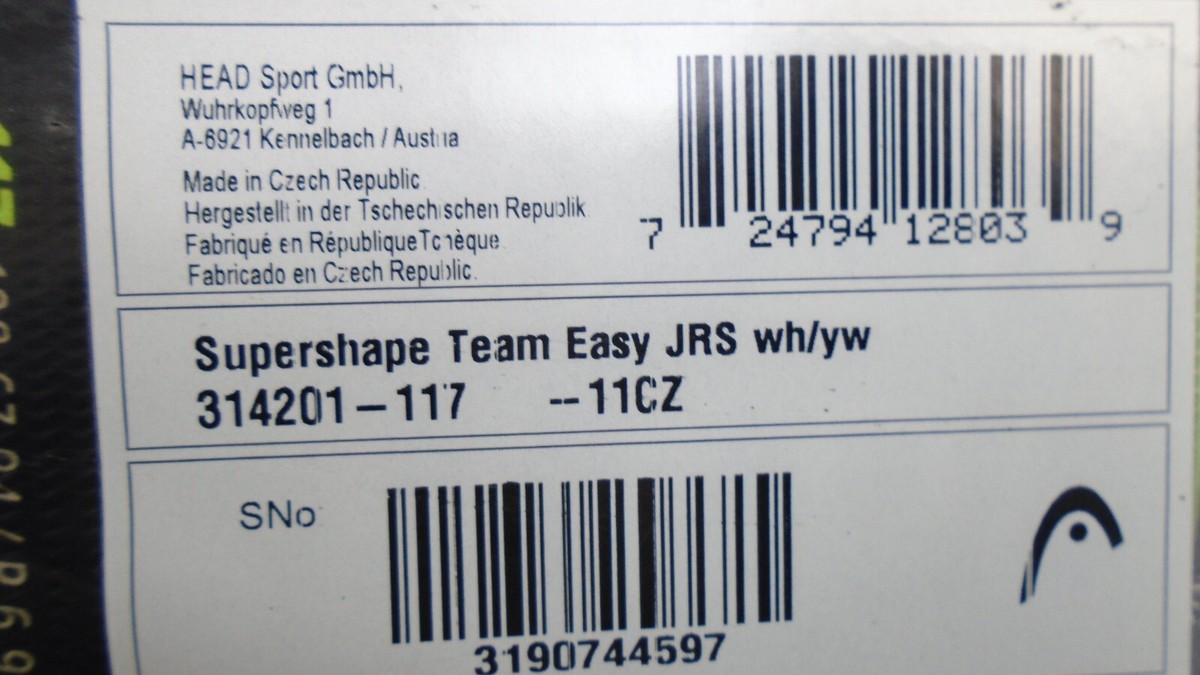 HEAD Sport GmbH,
Wuhrkopfweg 1
A-6921 Kennelbach / Austria
Made in Czech Republic
Hergestellt in der Tschechischen Republik
Fabriqué en République Tchèque
Fabricado en Czech Republic.
7 24794 12803 9
Supershape Team Easy JRS wh/yw
314201-117 --11CZ
SNo
3190744597
117